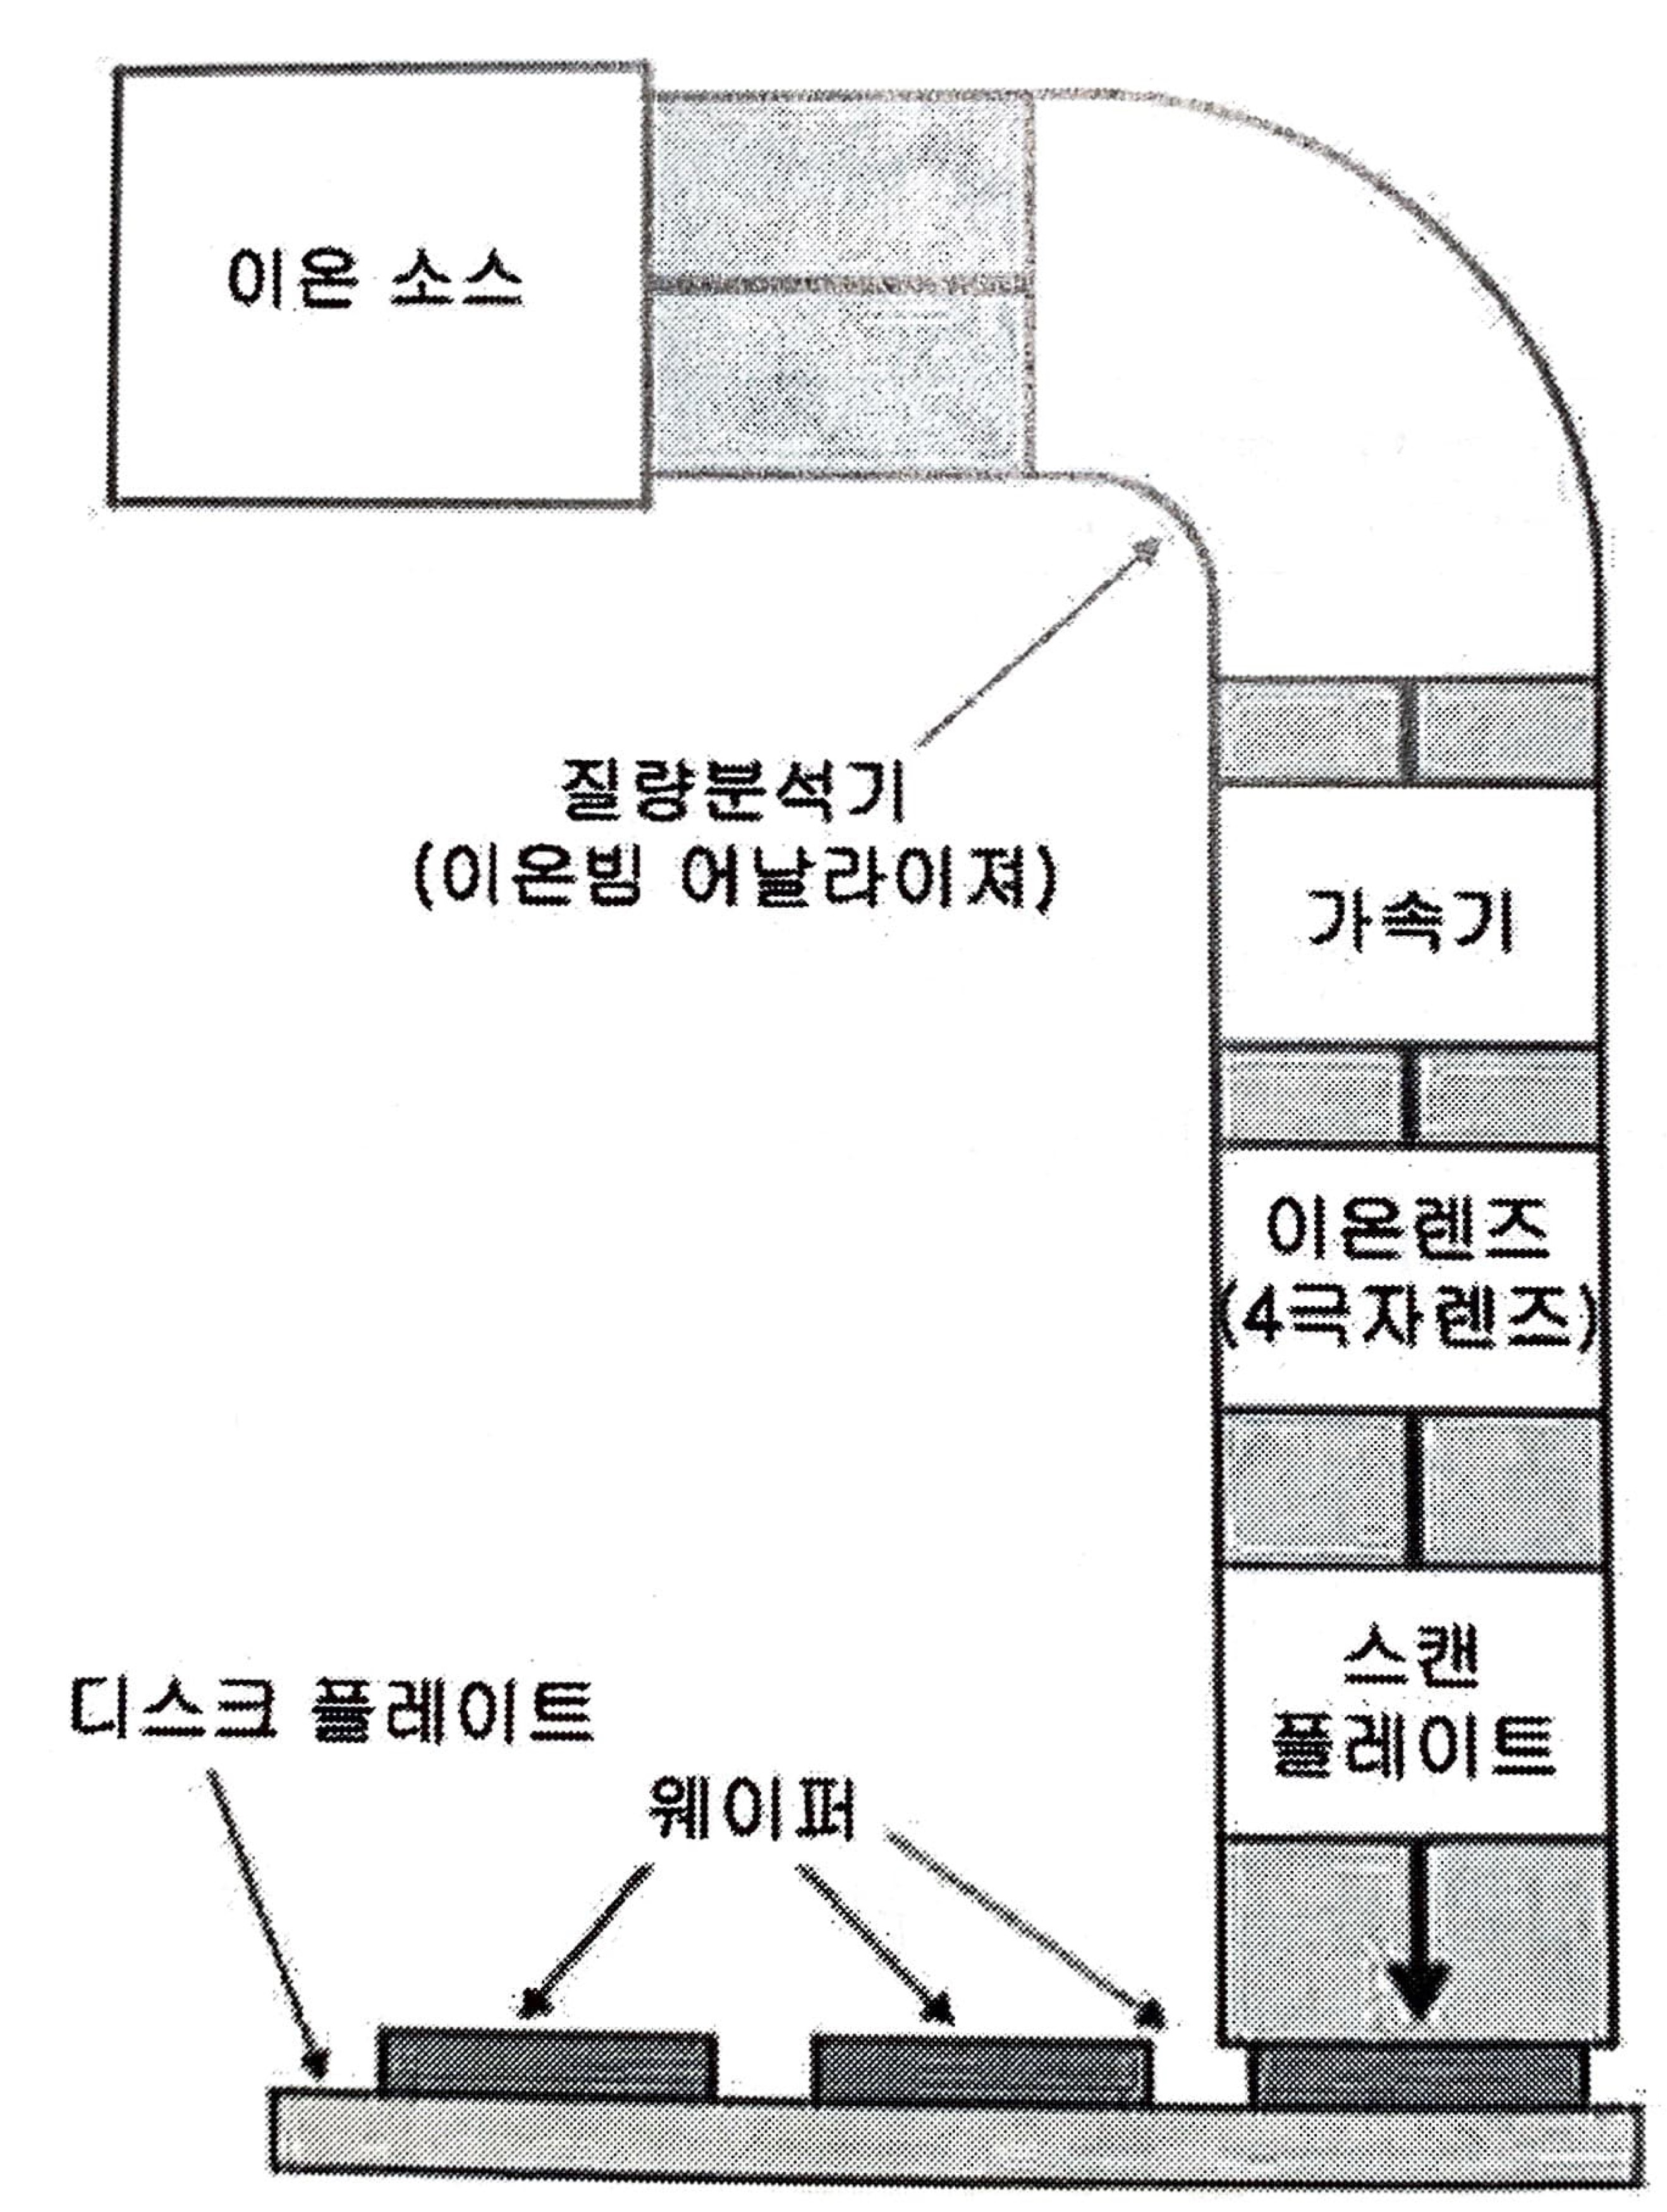 이온 소스
질량분석기
(이온빔 어날라이져)
가속기
이온렌즈
(4극자렌즈)
스캔
플레이트
디스크 플레이트
웨이퍼